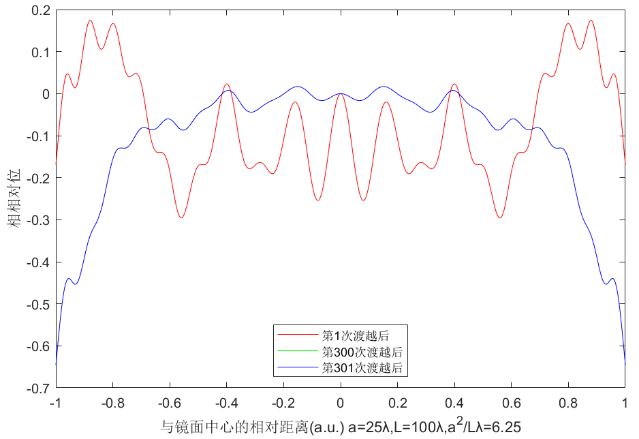 0.2
0.1
0
-0.1
-0.2
-0.3
-0.4
-0.5
-0.6
-0.7
相相对位
第1次渡越后
第300次渡越后
第301次渡越后
-1 -0.8 -0.6 -0.4 -0.2 0 0.2 0.4 0.6 0.8 1
与镜面中心的相对距离(a.u.) a=25λ,L=100λ,a²/Lλ=6.25